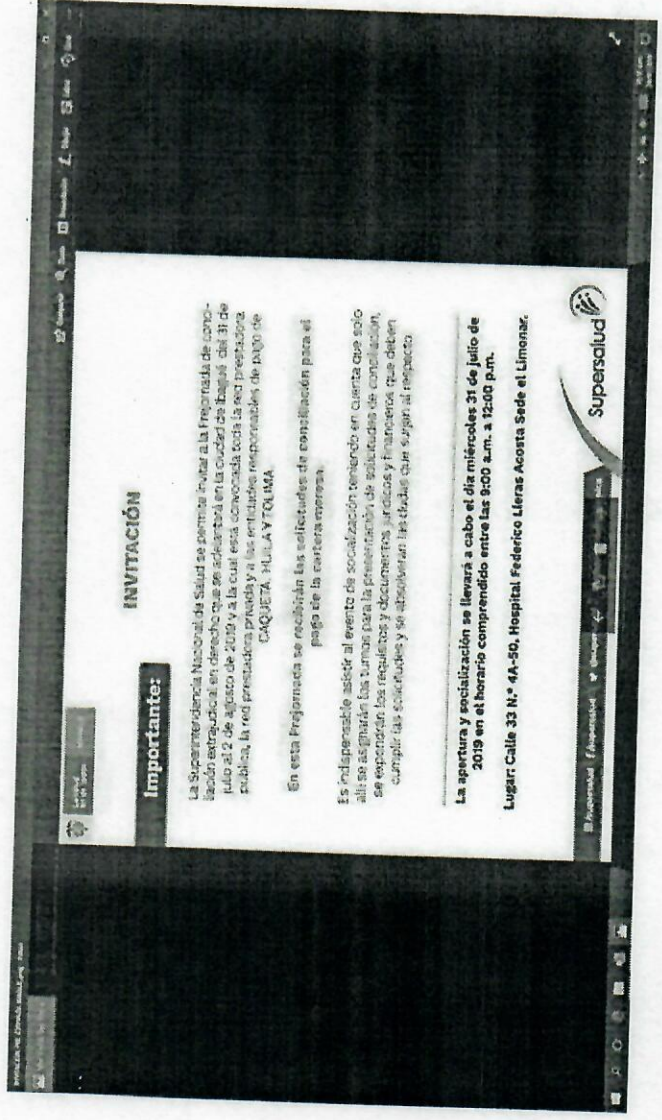 Compartir Zoom
INVITACIÓN
Importante:
La Superintendencia Nacional de Salud se permite invitar a la Prejornada de conci-
liación extrajudicial en derecho que se adelantará en la ciudad de Ibagué del 31 de
julio al 2 de agosto de 2019 y a la cual está convocada toda la red prestadora
pública, la red prestadora privada y a las entidades responsables de pago de
CAQUETÁ, HUILA Y TOLIMA.
En esta Prejornada se recibirán las solicitudes de conciliación para el
pago de la cartera morosa.
Es indispensable asistir al evento de socialización teniendo en cuenta que solo
allí se asignarán los turnos para la presentación de solicitudes de conciliación,
se expondrán los requisitos y documentos jurídicos y financieros que deben
cumplir las solicitudes y se absolverán las dudas que surjan al respecto
La apertura y socialización se llevará a cabo el día miércoles 31 de julio de
2019 en el horario comprendido entre las 9:00 a.m. a 12:00 p.m.
Lugar: Calle 33 N.° 4A-50, Hospital Federico Lleras Acosta Sede el Limonar.
Supersalud